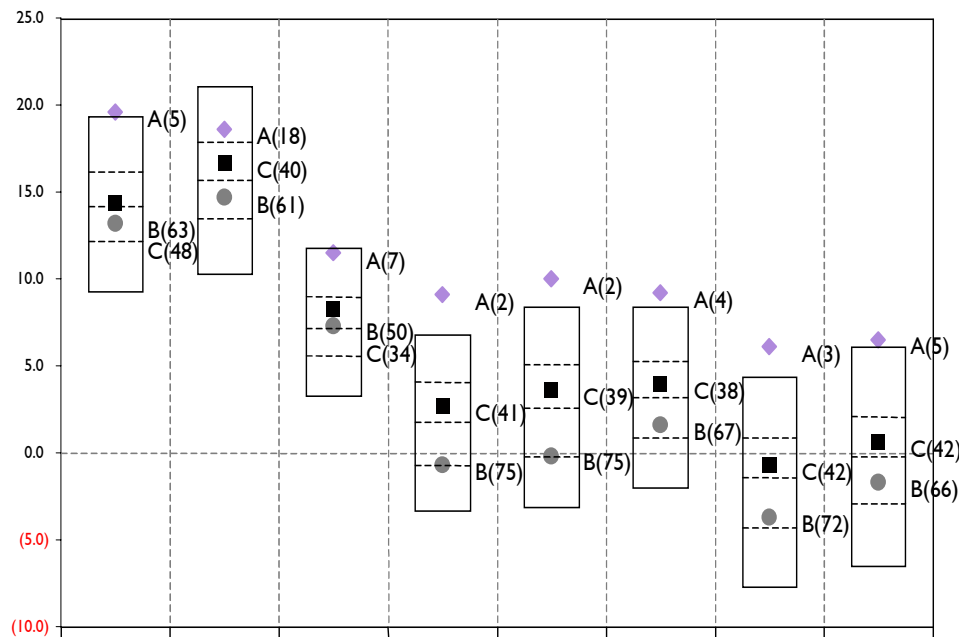 25.0
20.0
15.0
10.0
5.0
0.0
(5.0)
(10.0)
A(5)
B(63)
C(48)
A(18)
C(40)
B(61)
A(7)
B(50)
C(34)
A(2)
C(41)
B(75)
A(2)
C(39)
B(75)
A(4)
C(38)
B(67)
A(3)
C(42)
B(72)
A(5)
C(42)
B(66)